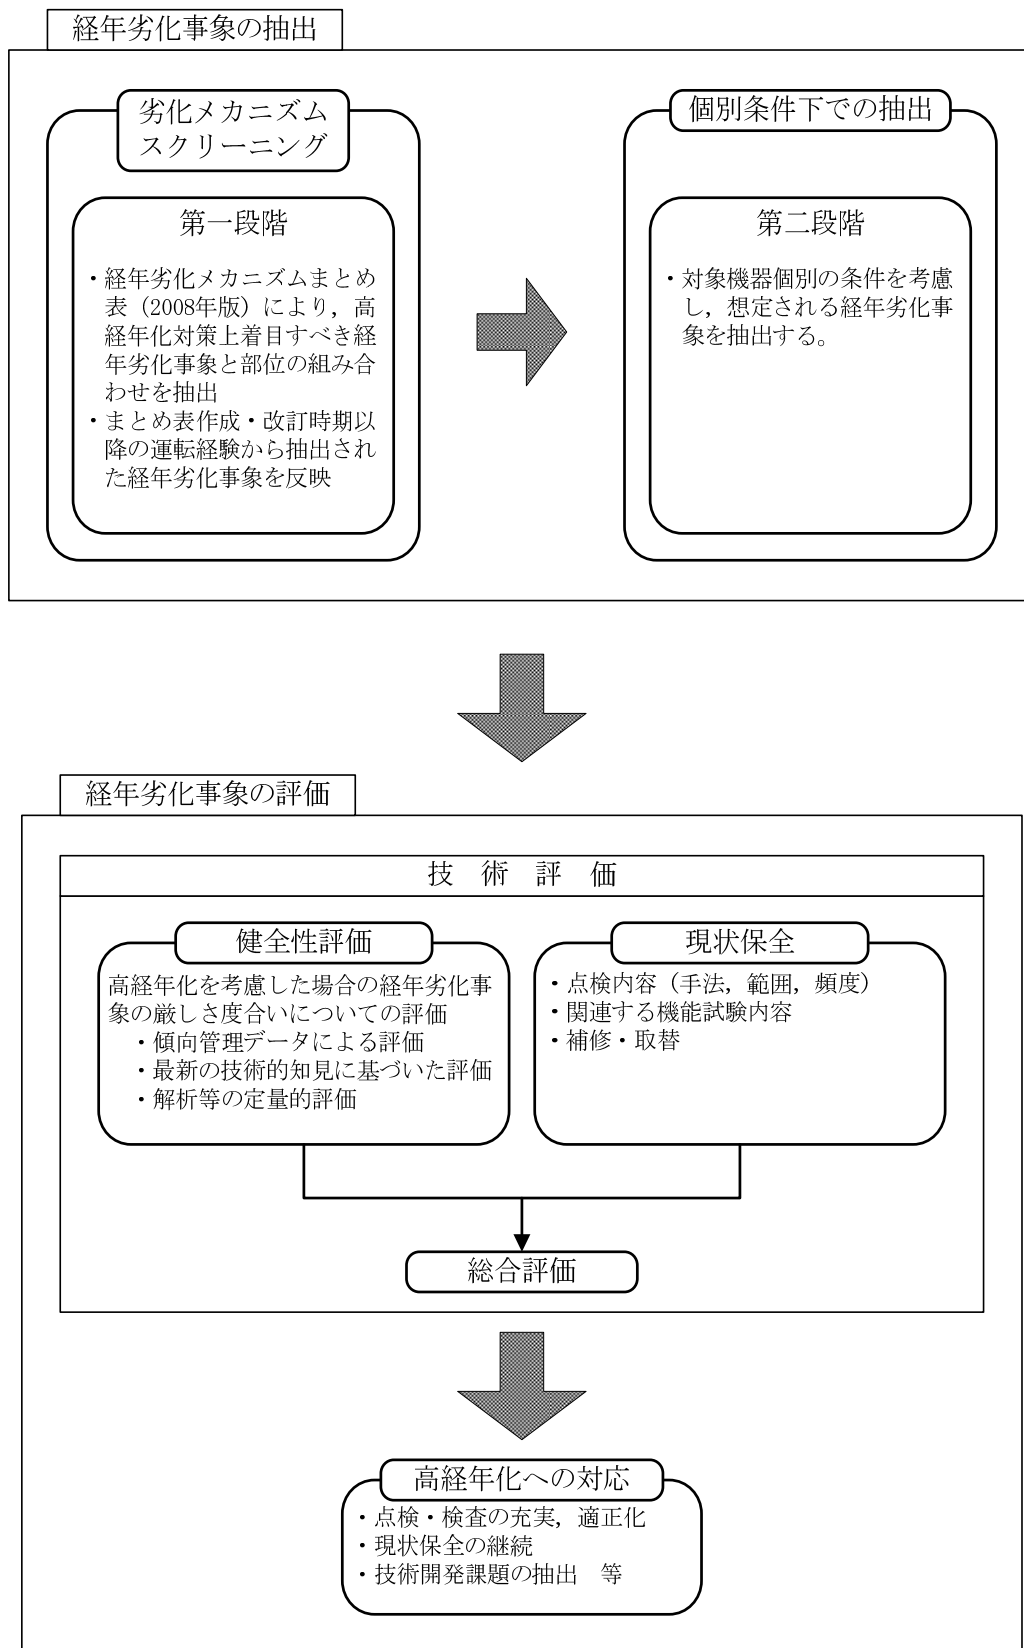 経年劣化事象の抽出
劣化メカニズム
スクリーニング
第一段階
・経年劣化メカニズムまとめ
表（2008年版）により，高
経年化対策上着目すべき経
年劣化事象と部位の組み合
わせを抽出
・まとめ表作成・改訂時期以
降の運転経験から抽出され
た経年劣化事象を反映
個別条件下での抽出
第二段階
・対象機器個別の条件を考慮
し，想定される経年劣化事
象を抽出する。
経年劣化事象の評価
技　術　評　価
健全性評価
高経年化を考慮した場合の経年劣化事
象の厳しさ度合いについての評価
・傾向管理データによる評価
・最新の技術的知見に基づいた評価
・解析等の定量的評価
現状保全
・点検内容（手法，範囲，頻度）
・関連する機能試験内容
・補修・取替
総合評価
高経年化への対応
・点検・検査の充実，適正化
・現状保全の継続
・技術開発課題の抽出　等